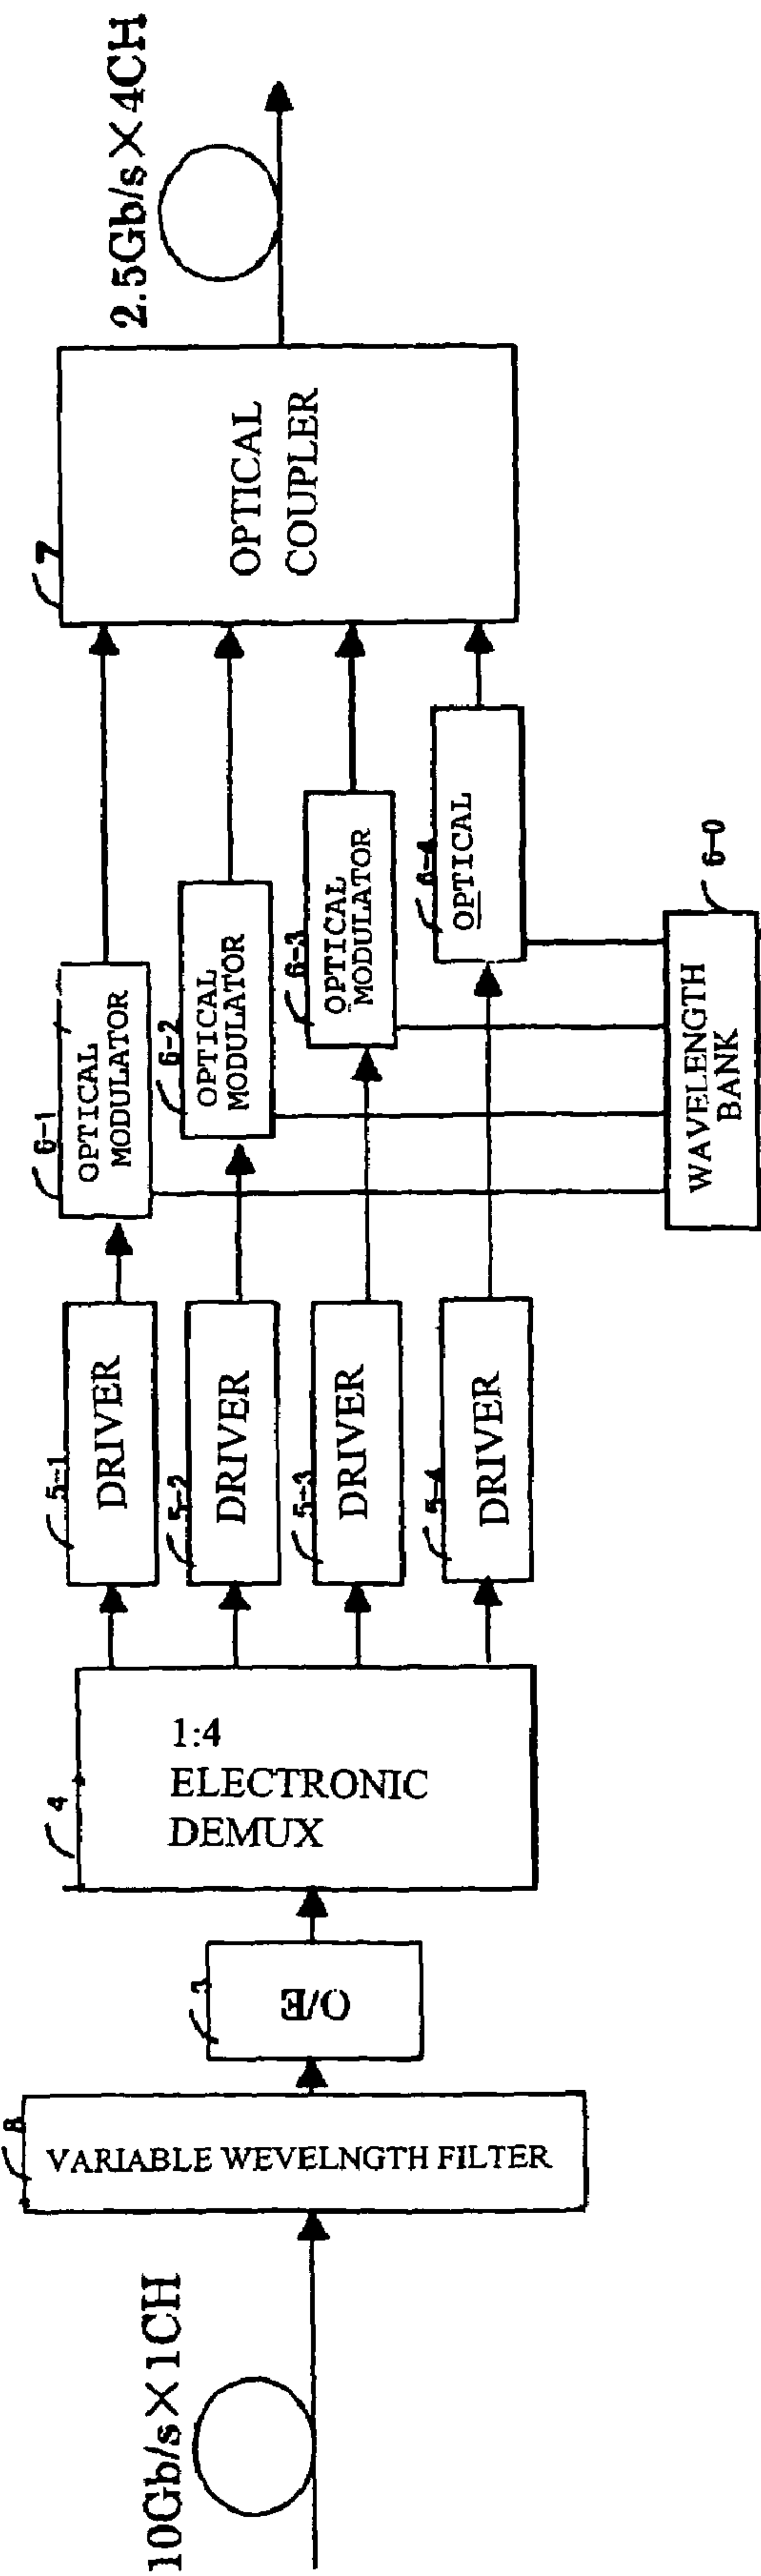 2.5Gb/s×4CH
7
OPTICAL
COUPLER
6-1
OPTICAL
MODULATOR
6-2
OPTICAL
MODULATOR
6-3
OPTICAL
MODULATOR
6-4
OPTICAL
6-0
WAVELENGTH
BANK
5-1
DRIVER
5-2
DRIVER
5-3
DRIVER
5-4
DRIVER
4
1:4
ELECTRONIC
DEMUX
3
O/E
8
VARIABLE WEVELNGTH FILTER
10Gb/s×1CH